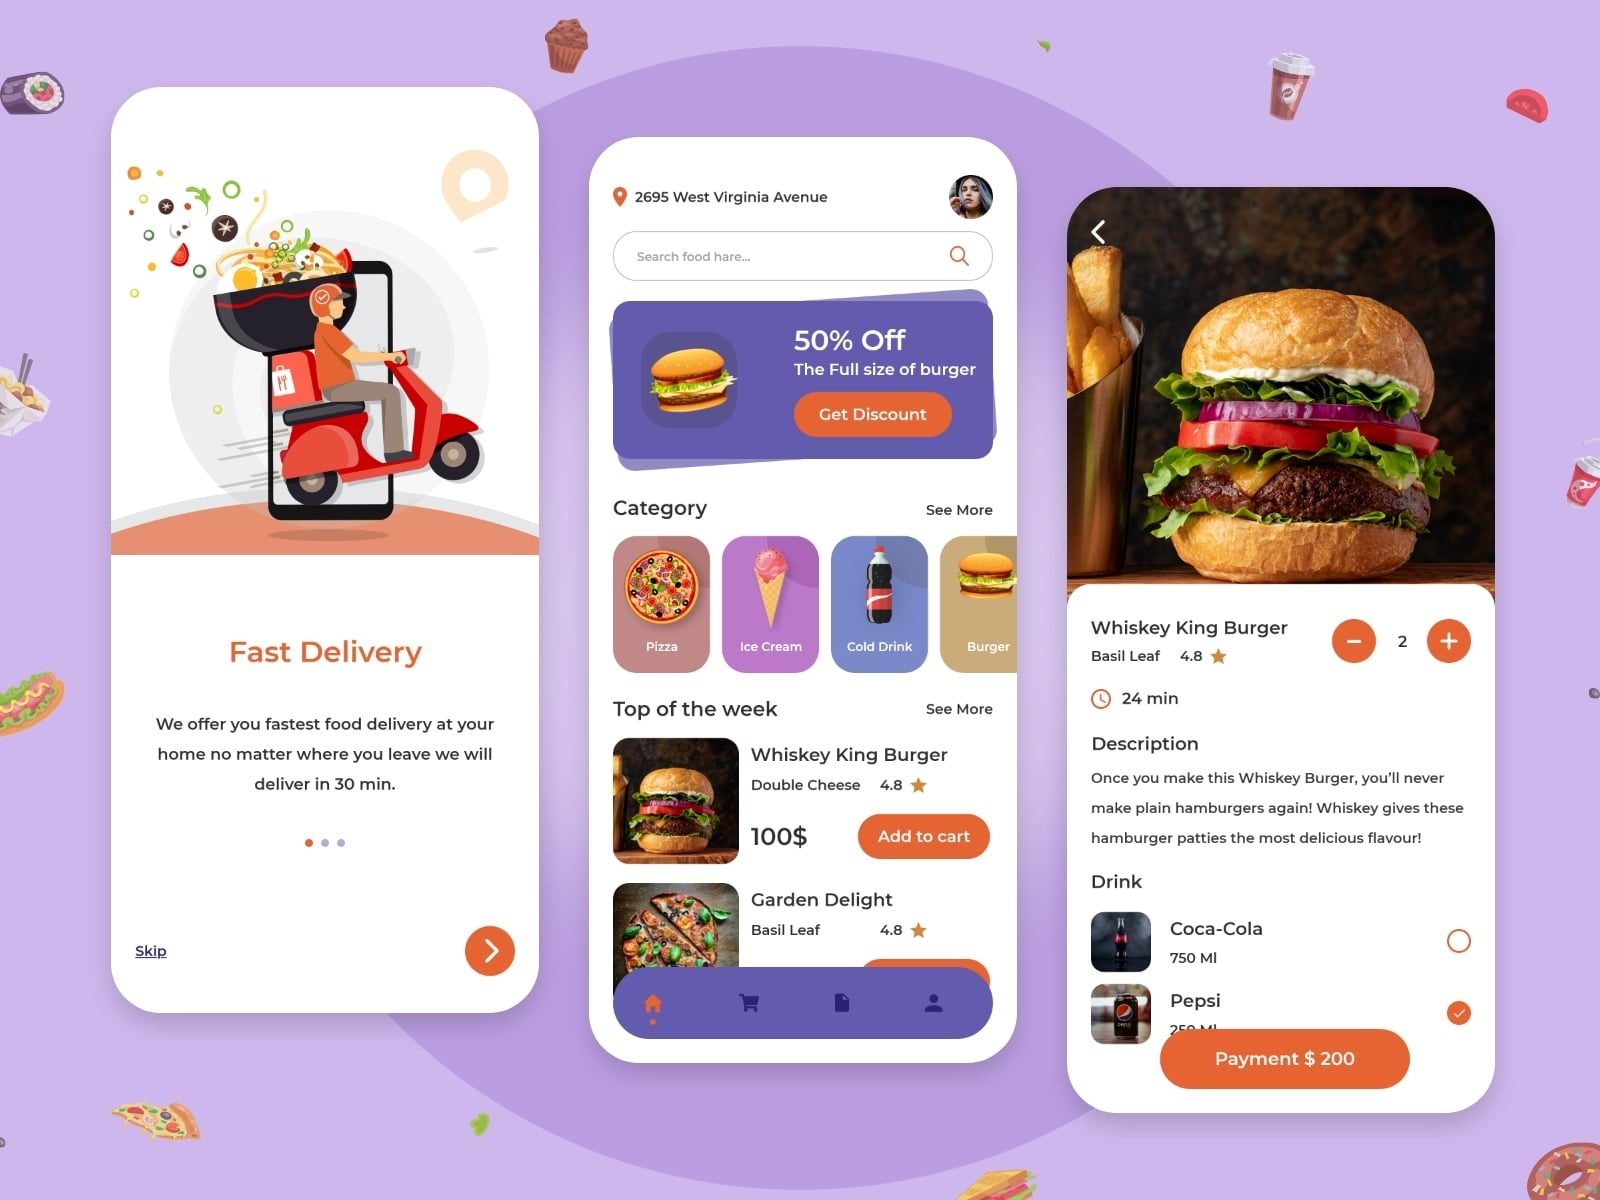 Fast Delivery
We offer you fastest food delivery at your
home no matter where you leave we will
deliver in 30 min.
Skip
2695 West Virginia Avenue
Search food hare...
50% Off
The Full size of burger
Get Discount
Category
See More
Pizza
Ice Cream
Cold Drink
Burger
Top of the week
See More
Whiskey King Burger
Double Cheese 4.8
100$
Add to cart
Garden Delight
Basil Leaf 4.8
Whiskey King Burger
Basil Leaf 4.8
2
24 min
Description
Once you make this Whiskey Burger, you’ll never
make plain hamburgers again! Whiskey gives these
hamburger patties the most delicious flavour!
Drink
Coca-Cola
750 Ml
Pepsi
250 Ml
Payment $ 200